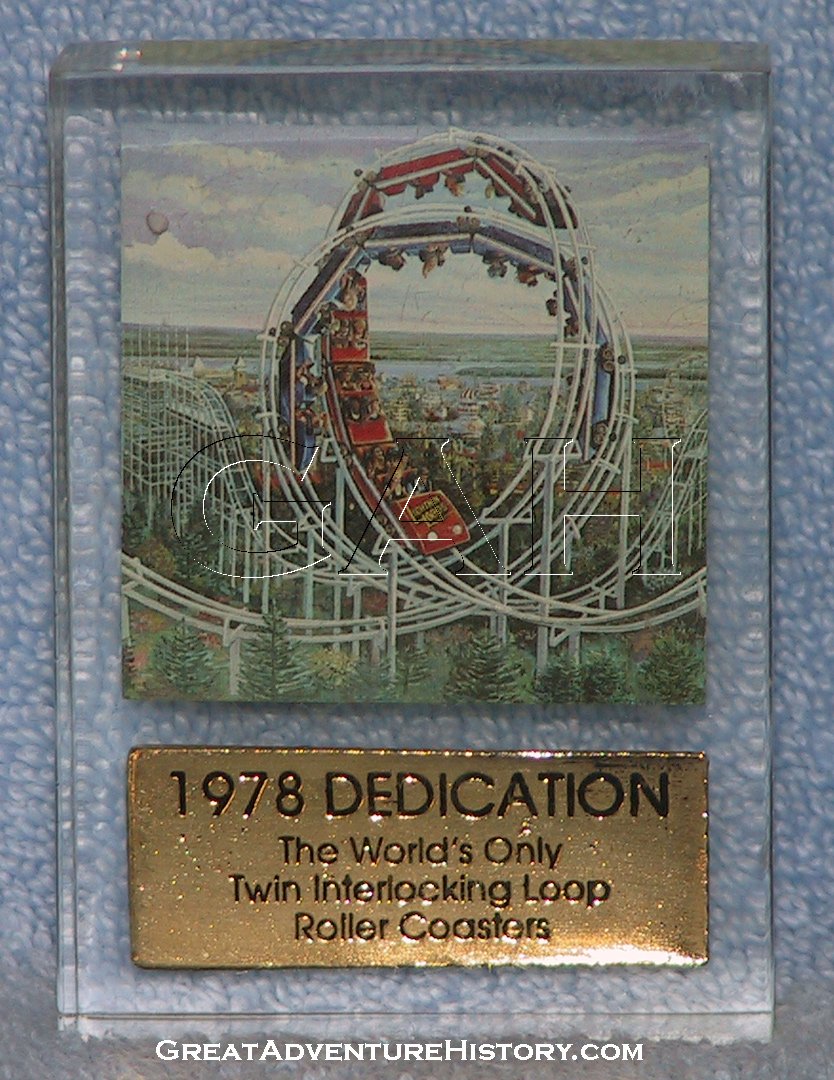 GAH
1978 DEDICATION
The World's Only
Twin Interlocking Loop
Roller Coasters
GREATADVENTUREHISTORY.COM